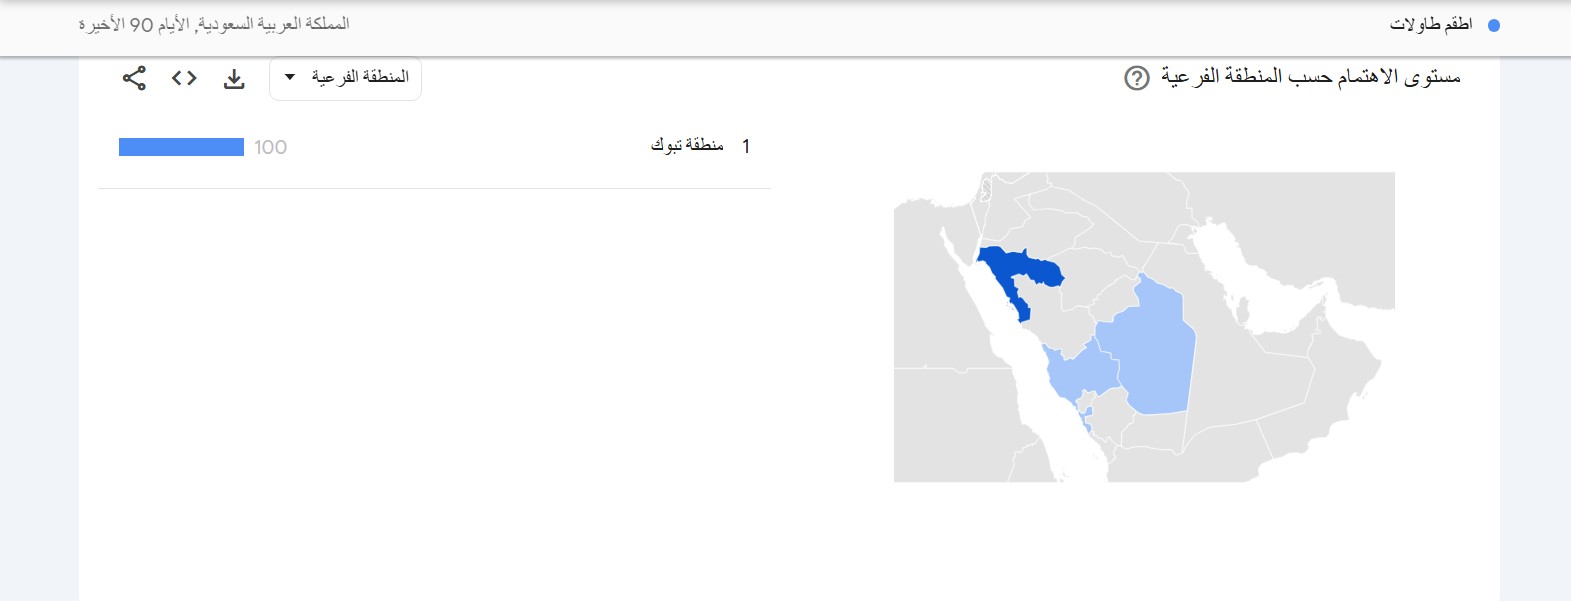 اطقم طاولات
المملكة العربية السعودية, الأيام 90 الأخيرة
مستوى الاهتمام حسب المنطقة الفرعية
المنطقة الفرعية
1 منطقة تبوك 100